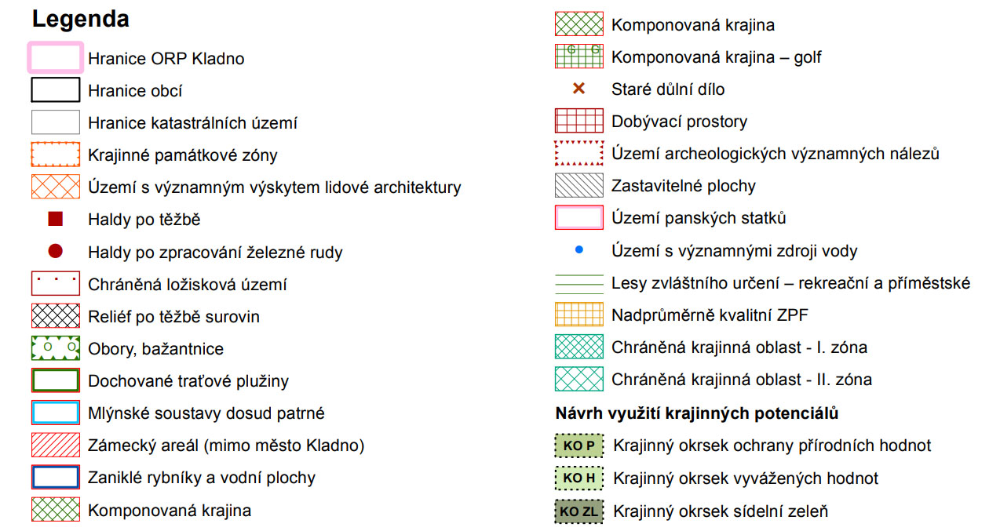 Legenda
Hranice ORP Kladno
Hranice obcí
Hranice katastrálních území
Krajinné památkové zóny
Území s významným výskytem lidové architektury
Haldy po těžbě
Haldy po zpracování železné rudy
Chráněná ložisková území
Reliéf po těžbě surovin
O O Obory, bažantnice
Dochované traťové plužiny
Mlýnské soustavy dosud patrné
Zámecký areál (mimo město Kladno)
Zaniklé rybníky a vodní plochy
Komponovaná krajina
Komponovaná krajina
G G Komponovaná krajina – golf
Staré důlní dílo
Dobývací prostory
Území archeologických významných nálezů
Zastavitelné plochy
Území panských statků
Území s významnými zdroji vody
Lesy zvláštního určení – rekreační a příměstské
Nadprůměrně kvalitní ZPF
Chráněná krajinná oblast - I. zóna
Chráněná krajinná oblast - II. zóna
Návrh využití krajinných potenciálů
KO P Krajinný okrsek ochrany přírodních hodnot
KO H Krajinný okrsek vyvážených hodnot
KO ZL Krajinný okrsek sídelní zeleň